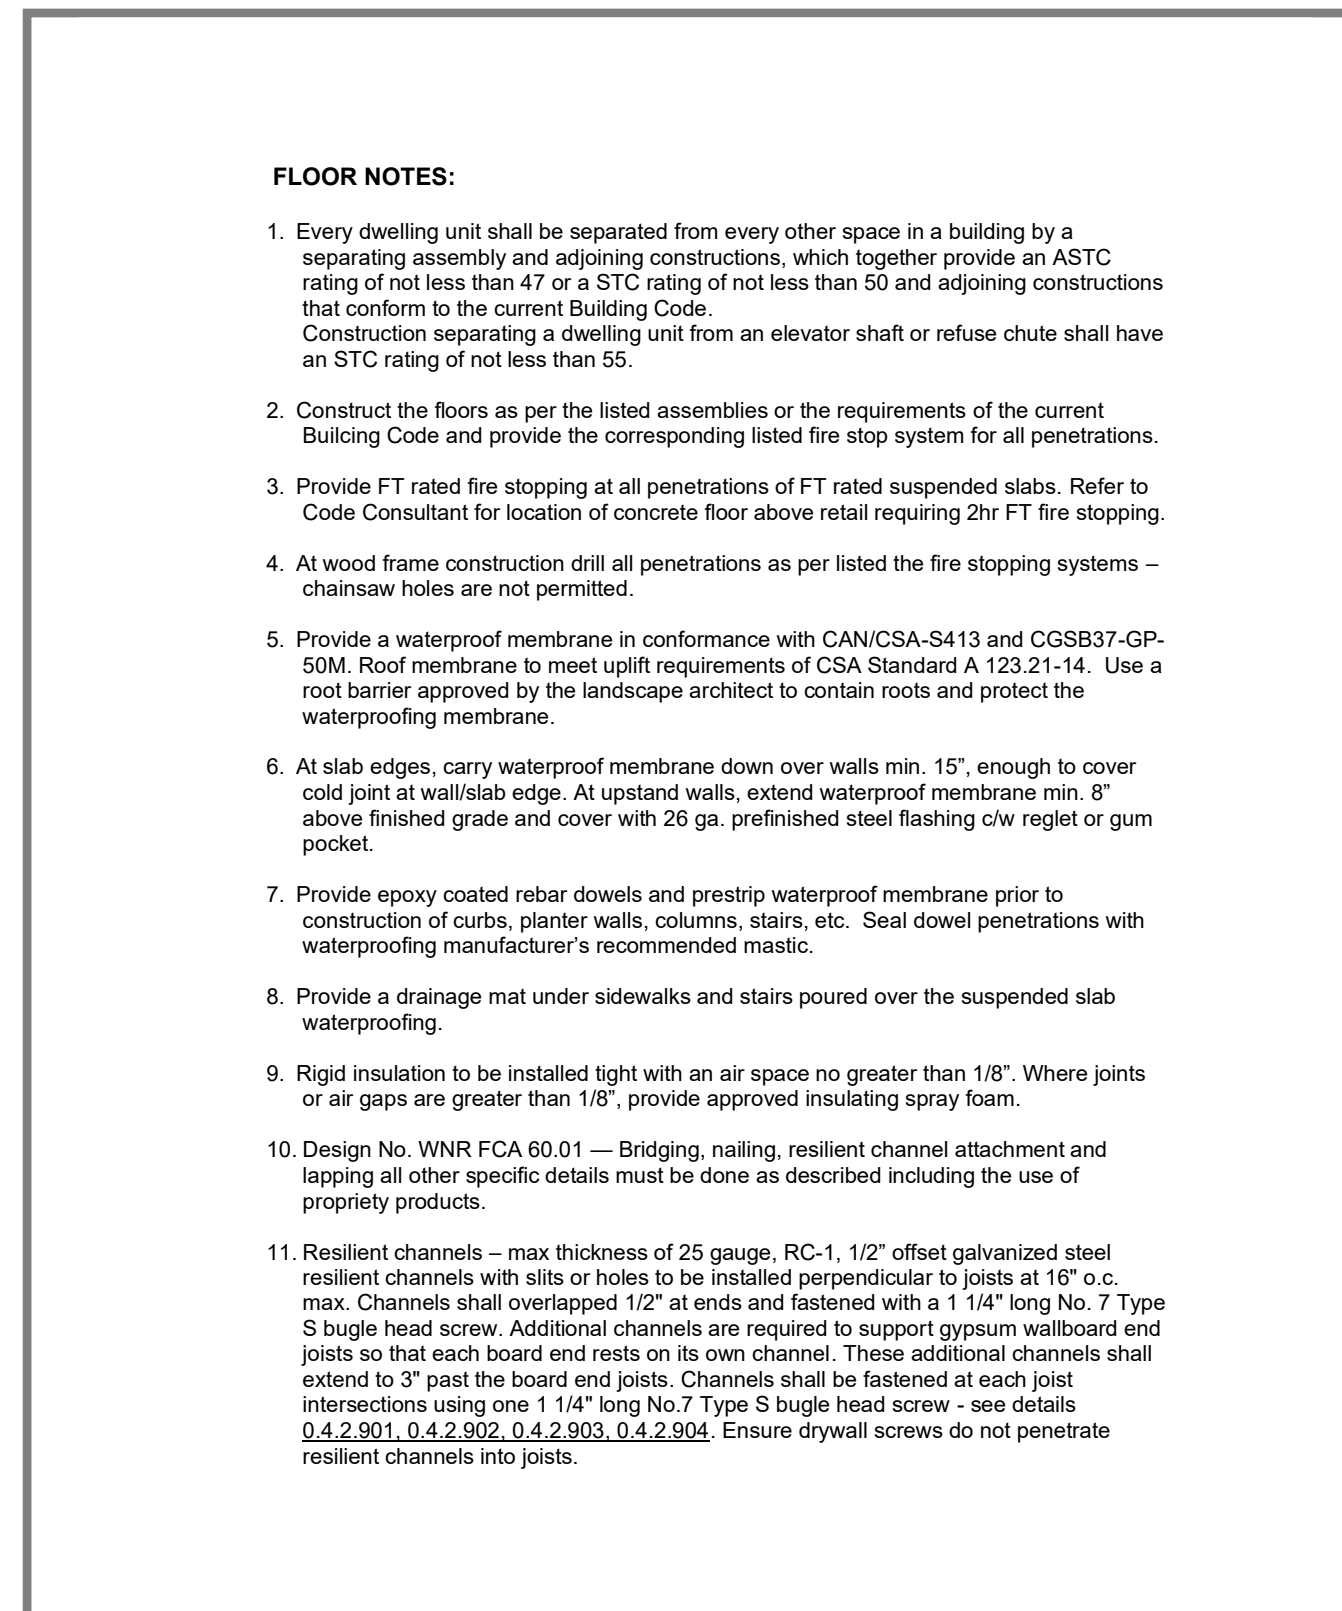 FLOOR NOTES:
1. Every dwelling unit shall be separated from every other space in a building by a
separating assembly and adjoining constructions, which together provide an ASTC
rating of not less than 47 or a STC rating of not less than 50 and adjoining constructions
that conform to the current Building Code.
Construction separating a dwelling unit from an elevator shaft or refuse chute shall have
an STC rating of not less than 55.
2. Construct the floors as per the listed assemblies or the requirements of the current
Builcing Code and provide the corresponding listed fire stop system for all penetrations.
3. Provide FT rated fire stopping at all penetrations of FT rated suspended slabs. Refer to
Code Consultant for location of concrete floor above retail requiring 2hr FT fire stopping.
4. At wood frame construction drill all penetrations as per listed the fire stopping systems –
chainsaw holes are not permitted.
5. Provide a waterproof membrane in conformance with CAN/CSA-S413 and CGSB37-GP-
50M. Roof membrane to meet uplift requirements of CSA Standard A 123.21-14.  Use a
root barrier approved by the landscape architect to contain roots and protect the
waterproofing membrane.
6. At slab edges, carry waterproof membrane down over walls min. 15”, enough to cover
cold joint at wall/slab edge. At upstand walls, extend waterproof membrane min. 8”
above finished grade and cover with 26 ga. prefinished steel flashing c/w reglet or gum
pocket.
7. Provide epoxy coated rebar dowels and prestrip waterproof membrane prior to
construction of curbs, planter walls, columns, stairs, etc.  Seal dowel penetrations with
waterproofing manufacturer’s recommended mastic.
8. Provide a drainage mat under sidewalks and stairs poured over the suspended slab
waterproofing.
9. Rigid insulation to be installed tight with an air space no greater than 1/8”. Where joints
or air gaps are greater than 1/8”, provide approved insulating spray foam.
10. Design No. WNR FCA 60.01 — Bridging, nailing, resilient channel attachment and
lapping all other specific details must be done as described including the use of
propriety products.
11. Resilient channels – max thickness of 25 gauge, RC-1, 1/2” offset galvanized steel
resilient channels with slits or holes to be installed perpendicular to joists at 16" o.c.
max. Channels shall overlapped 1/2" at ends and fastened with a 1 1/4" long No. 7 Type
S bugle head screw. Additional channels are required to support gypsum wallboard end
joists so that each board end rests on its own channel. These additional channels shall
extend to 3" past the board end joists. Channels shall be fastened at each joist
intersections using one 1 1/4" long No.7 Type S bugle head screw - see details
0.4.2.901, 0.4.2.902, 0.4.2.903, 0.4.2.904. Ensure drywall screws do not penetrate
resilient channels into joists.